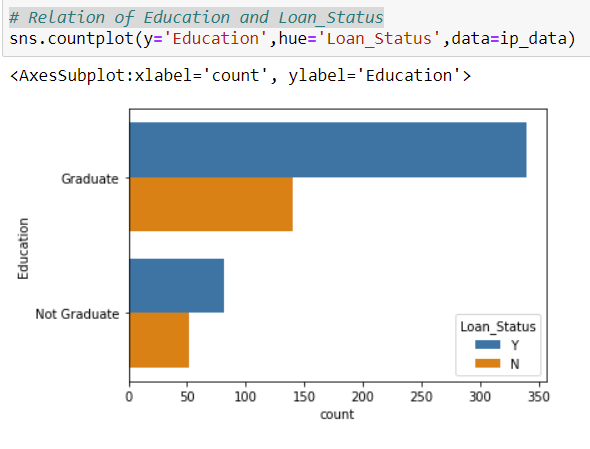 # Relation of Education and Loan_Status
sns.countplot(y='Education',hue='Loan_Status',data=ip_data)
<AxesSubplot:xlabel='count', ylabel='Education'>
Graduate
Education
Not Graduate
Loan_Status
Y
N
0 50 100 150 200 250 300 350
count